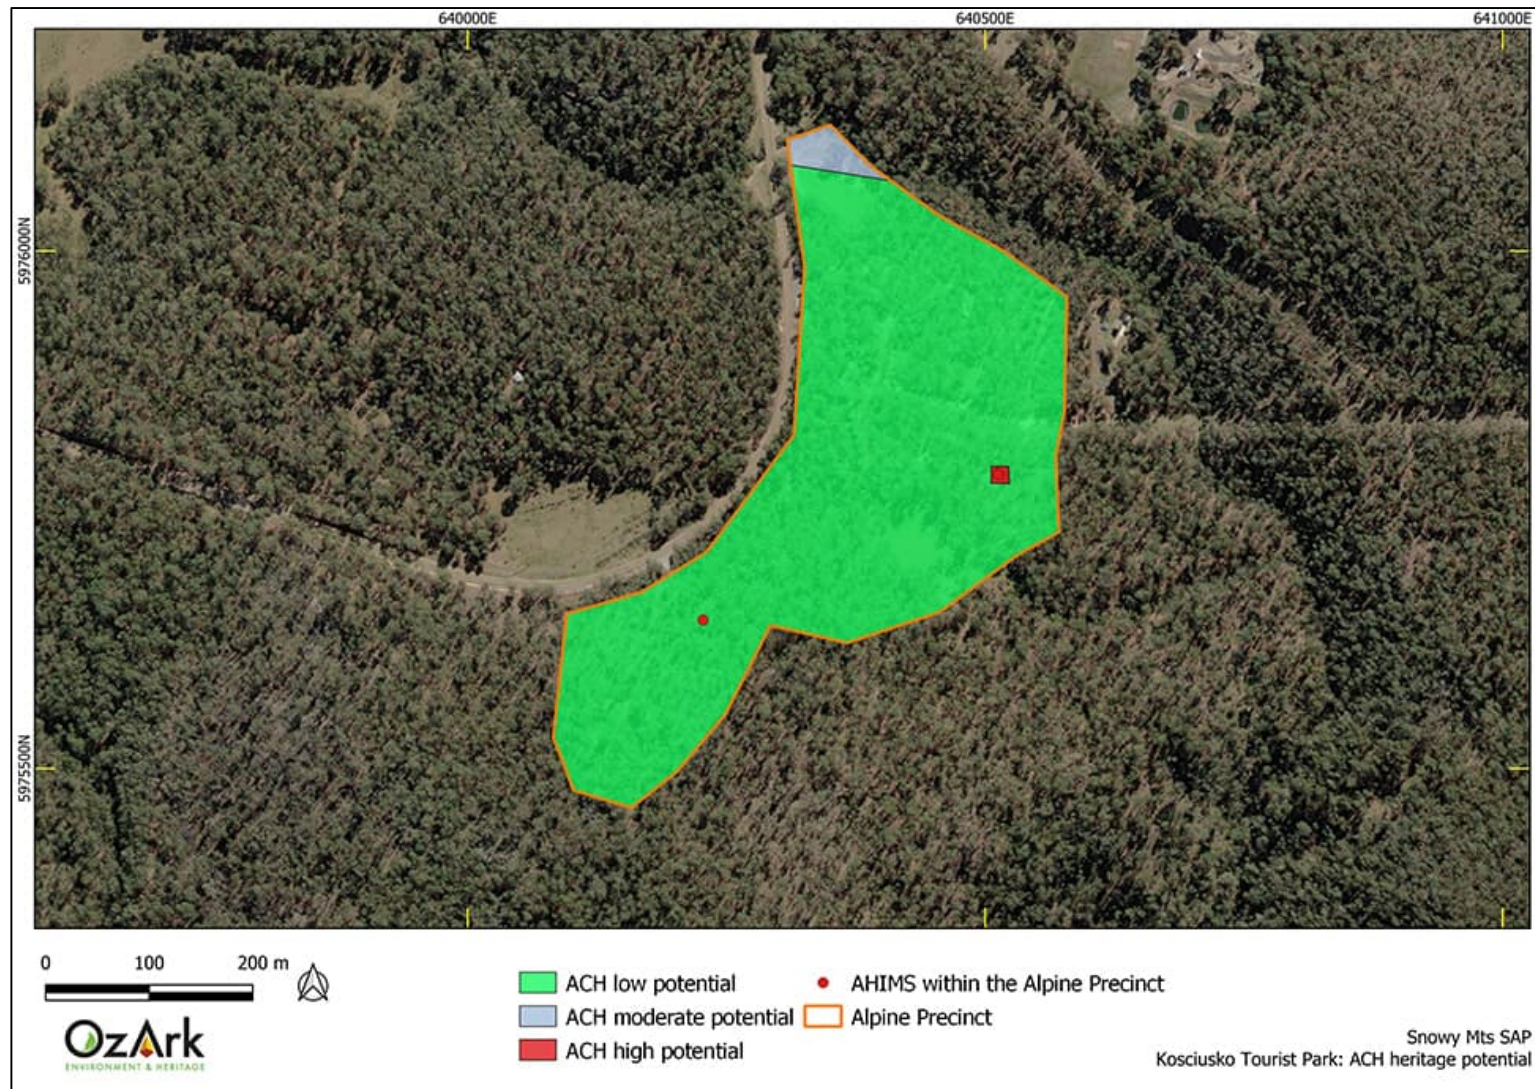 640000E
640500E
641000E
5976000N
5975500N
0 100 200 m
OzArk
ENVIRONMENT & HERITAGE
ACH low potential
ACH moderate potential
ACH high potential
AHIMS within the Alpine Precinct
Alpine Precinct
Snowy Mts SAP
Kosciusko Tourist Park: ACH heritage potential